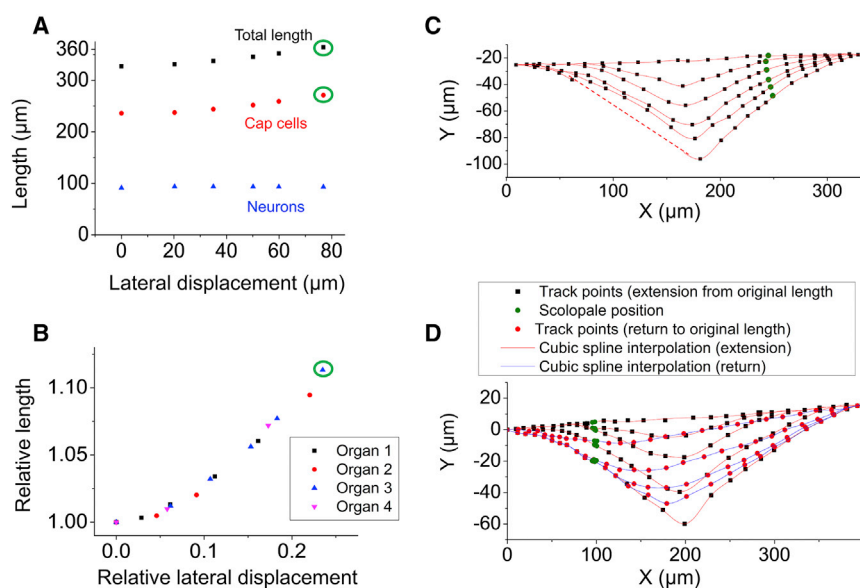 A
Total length
360
300
200
100
0
Length (µm)
Cap cells
Neurons
0 20 40 60 80
Lateral displacement (µm)
B
1.10
1.05
1.00
Relative length
Organ 1
Organ 2
Organ 3
Organ 4
0.0 0.1 0.2
Relative lateral displacement
C
-20
-40
-60
-80
-100
Y (µm)
0 100 200 300
X (µm)
Track points (extension from original length
Scolopale position
Track points (return to original length)
Cubic spline interpolation (extension)
Cubic spline interpolation (return)
D
20
0
-20
-40
-60
Y (µm)
0 100 200 300
X (µm)